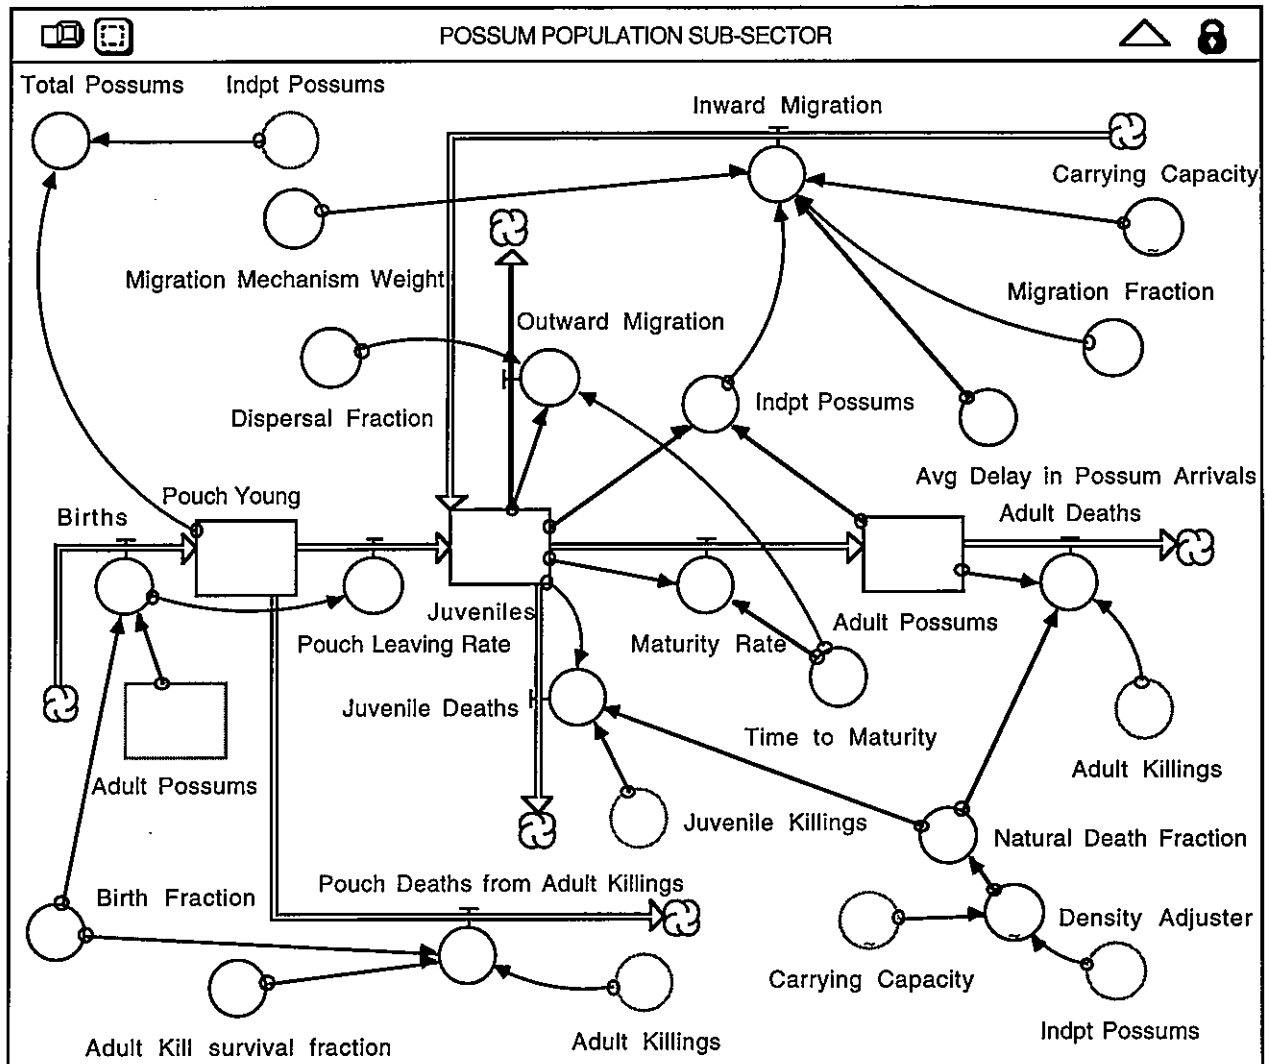 POSSUM POPULATION SUB-SECTOR
Total Possums
Indpt Possums
Inward Migration
Carrying Capacity
Migration Mechanism Weight
Migration Fraction
Outward Migration
Dispersal Fraction
Indpt Possums
Avg Delay in Possum Arrivals
Pouch Young
Births
Adult Deaths
Juveniles
Adult Possums
Pouch Leaving Rate
Maturity Rate
Juvenile Deaths
Time to Maturity
Adult Possums
Adult Killings
Juvenile Killings
Natural Death Fraction
Pouch Deaths from Adult Killings
Birth Fraction
Density Adjuster
Carrying Capacity
Indpt Possums
Adult Kill survival fraction
Adult Killings